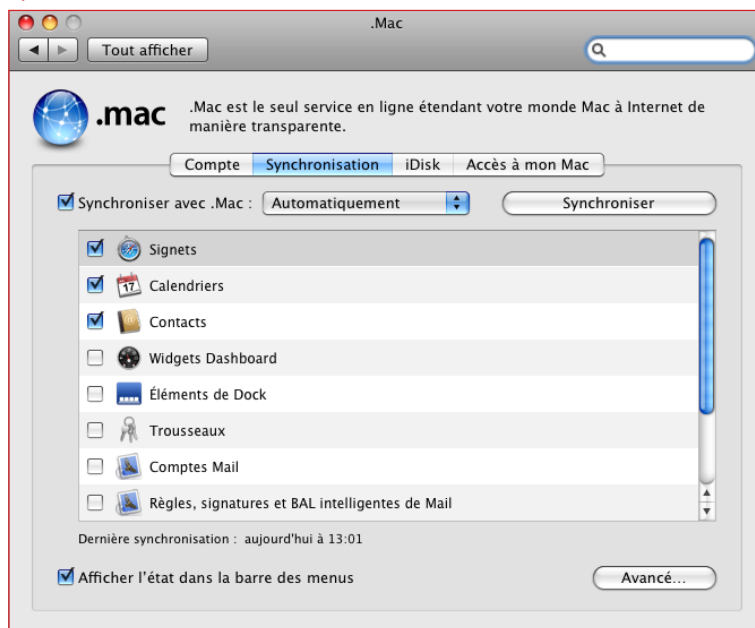 .Mac
Tout afficher
.mac
.Mac est le seul service en ligne étendant votre monde Mac à Internet de
manière transparente.
Compte Synchronisation iDisk Accès à mon Mac
Synchroniser avec .Mac : Automatiquement Synchroniser
Signets
17 Calendriers
Contacts
Widgets Dashboard
Éléments de Dock
Trousseaux
Comptes Mail
Règles, signatures et BAL intelligentes de Mail
Dernière synchronisation : aujourd'hui à 13:01
Afficher l'état dans la barre des menus Avancé...